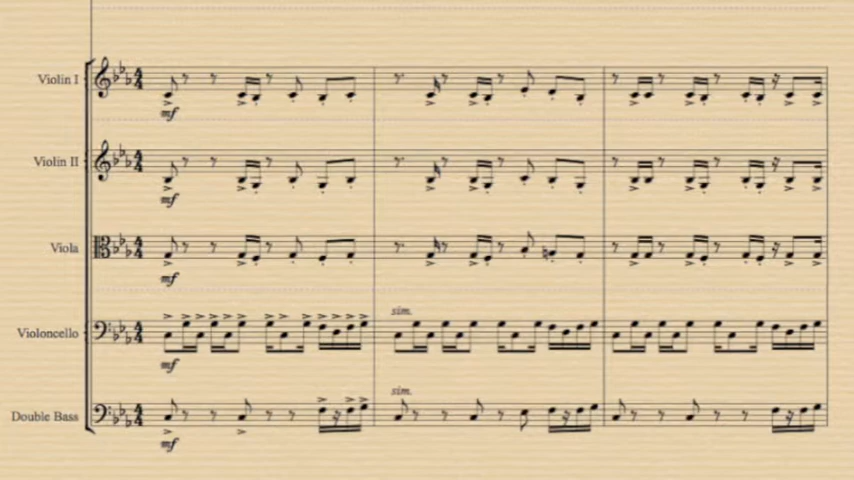 Violin I
mf
Violin II
mf
Viola
mf
sim.
Violoncello
mf
sim.
Double Bass
mf